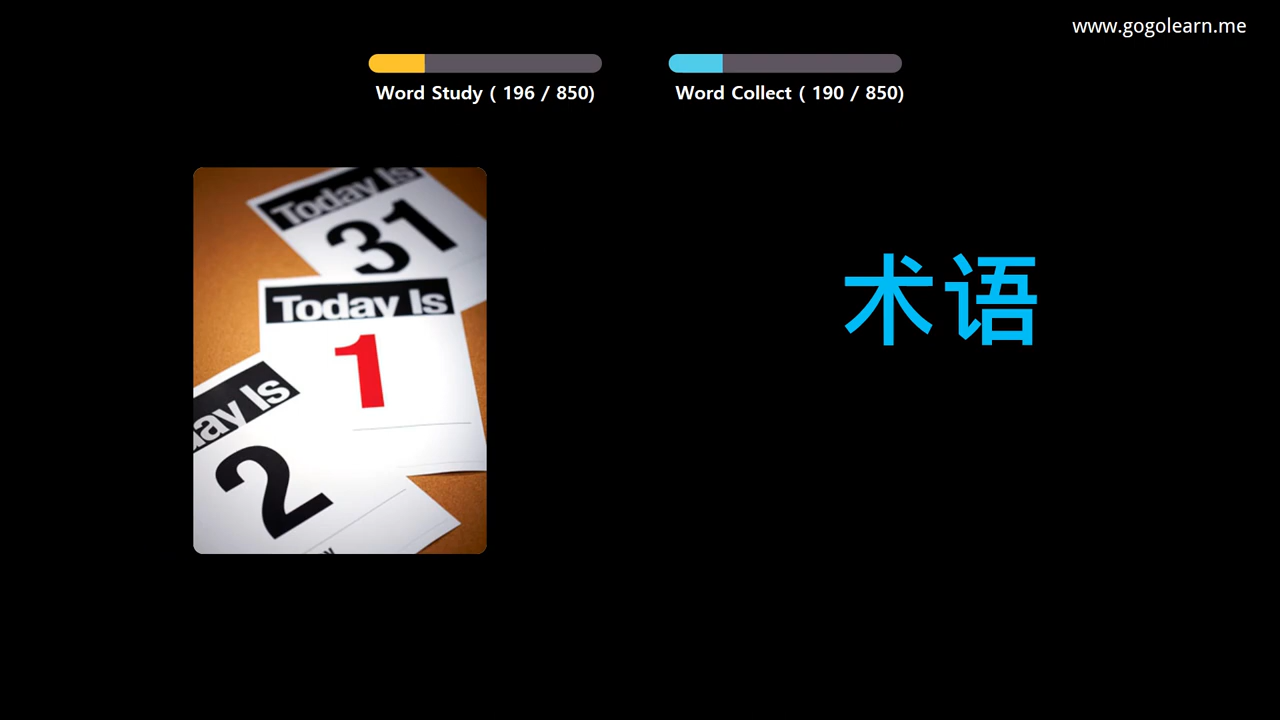 www.gogolearn.me
Word Study ( 196 / 850)
Word Collect ( 190 / 850)
Today Is
31
Today Is
1
day Is
2
术语